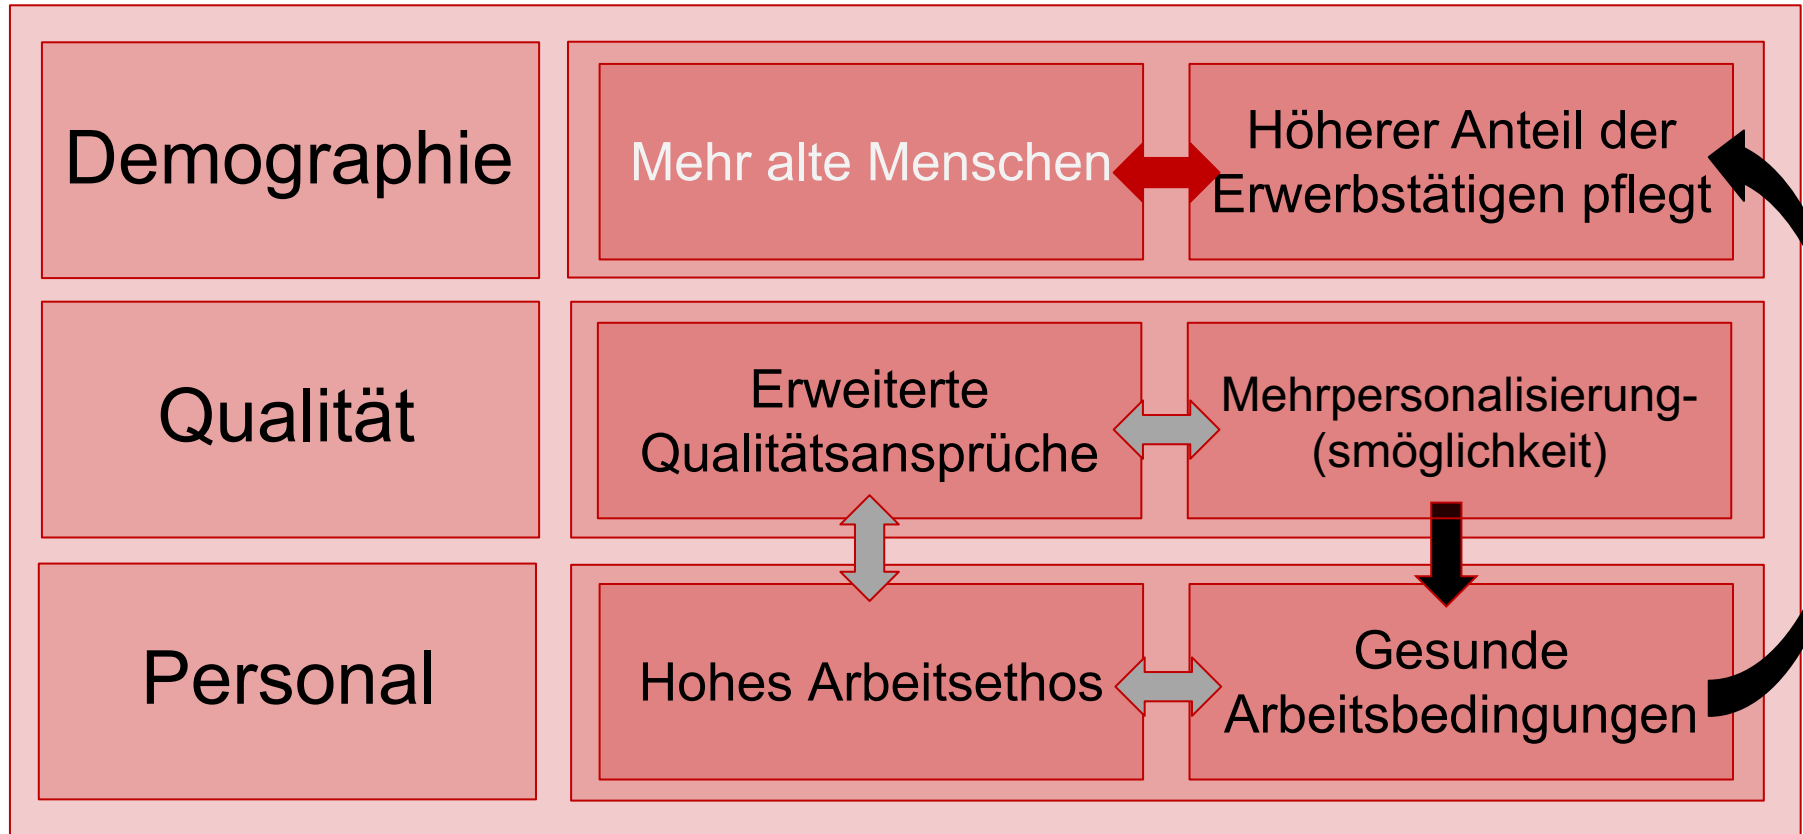 Demographie
Mehr alte Menschen
Höherer Anteil der
Erwerbstätigen pflegt
Qualität
Erweiterte
Qualitätsansprüche
Mehrpersonalisierung-
(smöglichkeit)
Personal
Hohes Arbeitsethos
Gesunde
Arbeitsbedingungen